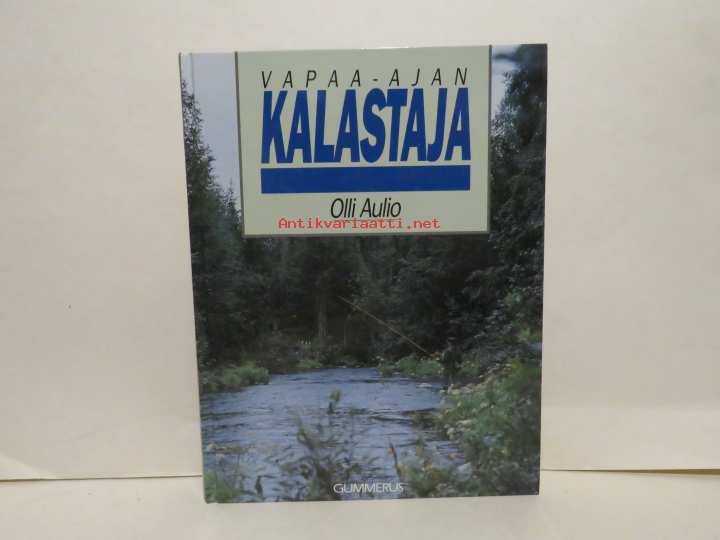 VAPAA-AJAN
KALASTAJA
Olli Aulio
Antikvariaatti.net
GUMMERUS